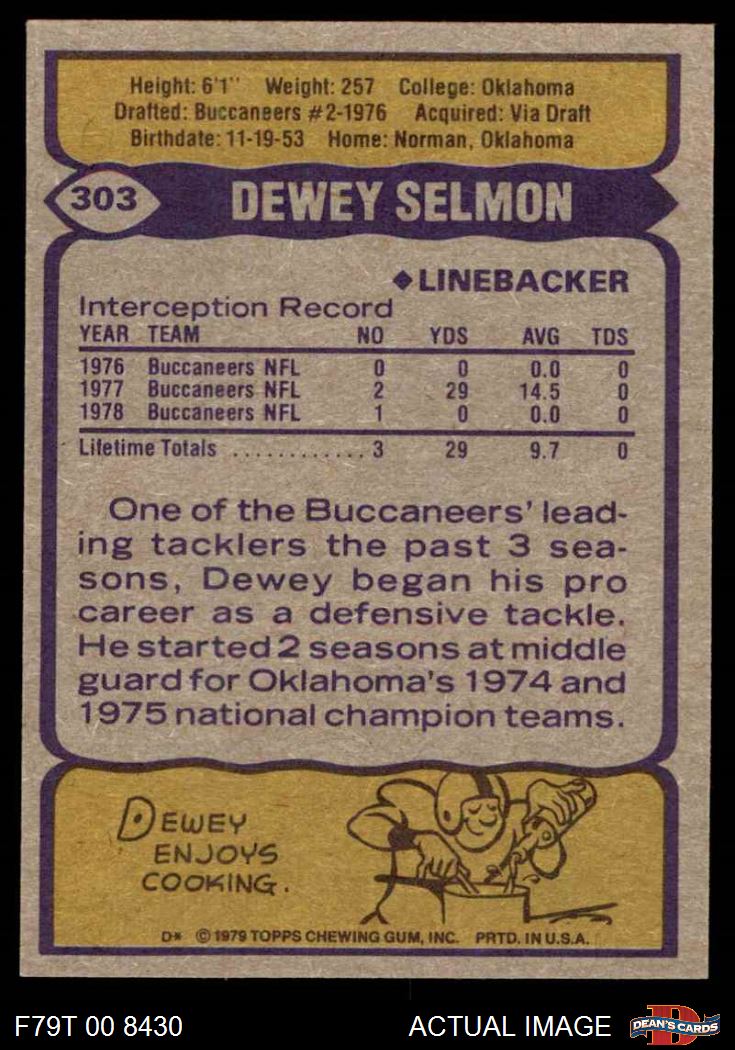 Height: 6'1" Weight: 257 College: Oklahoma
Drafted: Buccaneers #2-1976 Acquired: Via Draft
Birthdate: 11-19-53 Home: Norman, Oklahoma
303 DEWEY SELMON
◆LINEBACKER
Interception Record
YEAR TEAM NO YDS AVG TDS
1976 Buccaneers NFL 0 0 0.0 0
1977 Buccaneers NFL 2 29 14.5 0
1978 Buccaneers NFL 1 0 0.0 0
Lifetime Totals ............ 3 29 9.7 0
One of the Buccaneers' lead-
ing tacklers the past 3 sea-
sons, Dewey began his pro
career as a defensive tackle.
He started 2 seasons at middle
guard for Oklahoma's 1974 and
1975 national champion teams.
DEWEY
ENJOYS
COOKING.
D* © 1979 TOPPS CHEWING GUM, INC. PRTD. IN U.S.A.
F79T 00 8430 ACTUAL IMAGE D DEAN'S CARDS